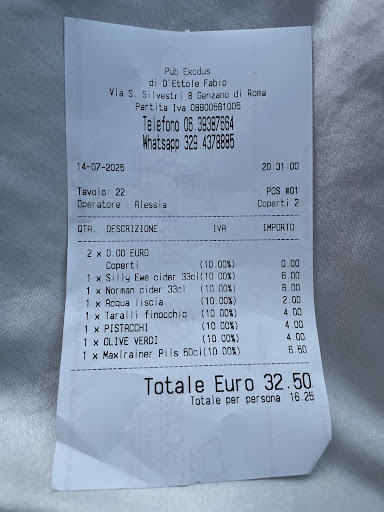 Pub Exodus
di D'Ettole Fabio
Via S. Silvestri 8 Genzano di Roma
Partita Iva 08900561005
Telefono 06.39387664
Whatsapp 329.4378885
14-07-2025 20:31:00
Tavolo: 22 POS #01
Operatore : Alessia Coperti 2
QTA. DESCRIZIONE IVA IMPORTO
2 x 0.00 EURO
Coperti (10.00%) 0.00
1 x Silly Ewe cider 33cl(10.00%) 6.00
1 x Norman cider 33cl (10.00%) 6.00
1 x Acqua liscia (10.00%) 2.00
1 x Taralli finocchio (10.00%) 4.00
1 x PISTACCHI (10.00%) 4.00
1 x OLIVE VERDI (10.00%) 4.00
1 x Maxlrainer Pils 50cl(10.00%) 6.50
Totale Euro 32.50
Totale per persona 16.25